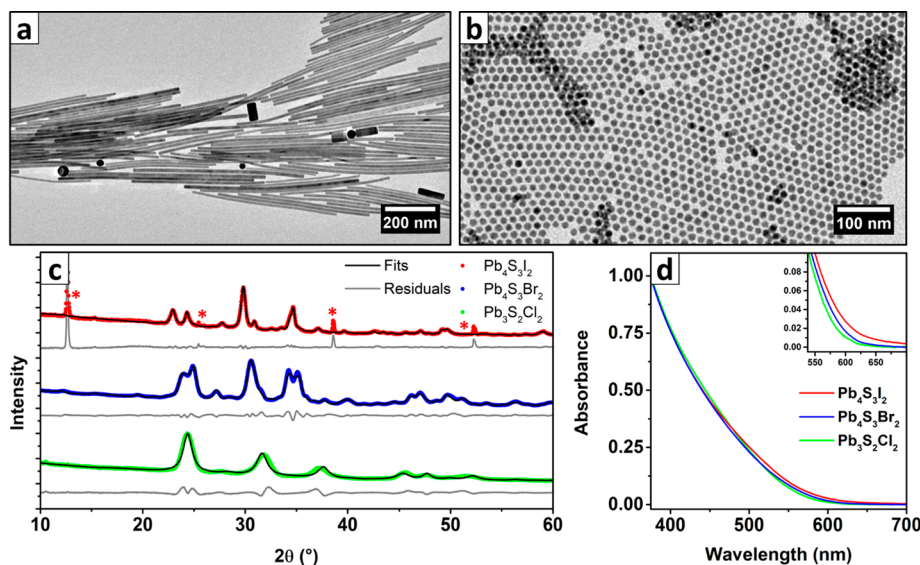 a
200 nm
b
100 nm
c
Fits
Residuals
Pb₄S₃I₂
Pb₄S₃Br₂
Pb₃S₂Cl₂
*
*
*
*
Intensity
10
20
30
40
50
60
2θ (°)
d
1.00
0.75
0.50
0.25
0.00
Absorbance
0.08
0.06
0.04
0.02
0.00
550
600
650
Pb₄S₃I₂
Pb₄S₃Br₂
Pb₃S₂Cl₂
400
500
600
700
Wavelength (nm)